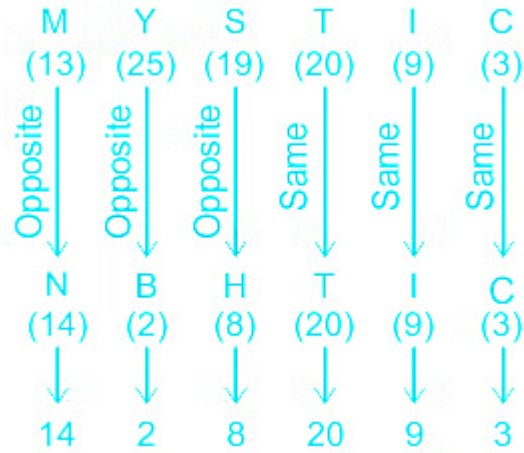 M Y S T I C
(13) (25) (19) (20) (9) (3)
Opposite Opposite Opposite Same Same Same
N B H T I C
(14) (2) (8) (20) (9) (3)
14 2 8 20 9 3